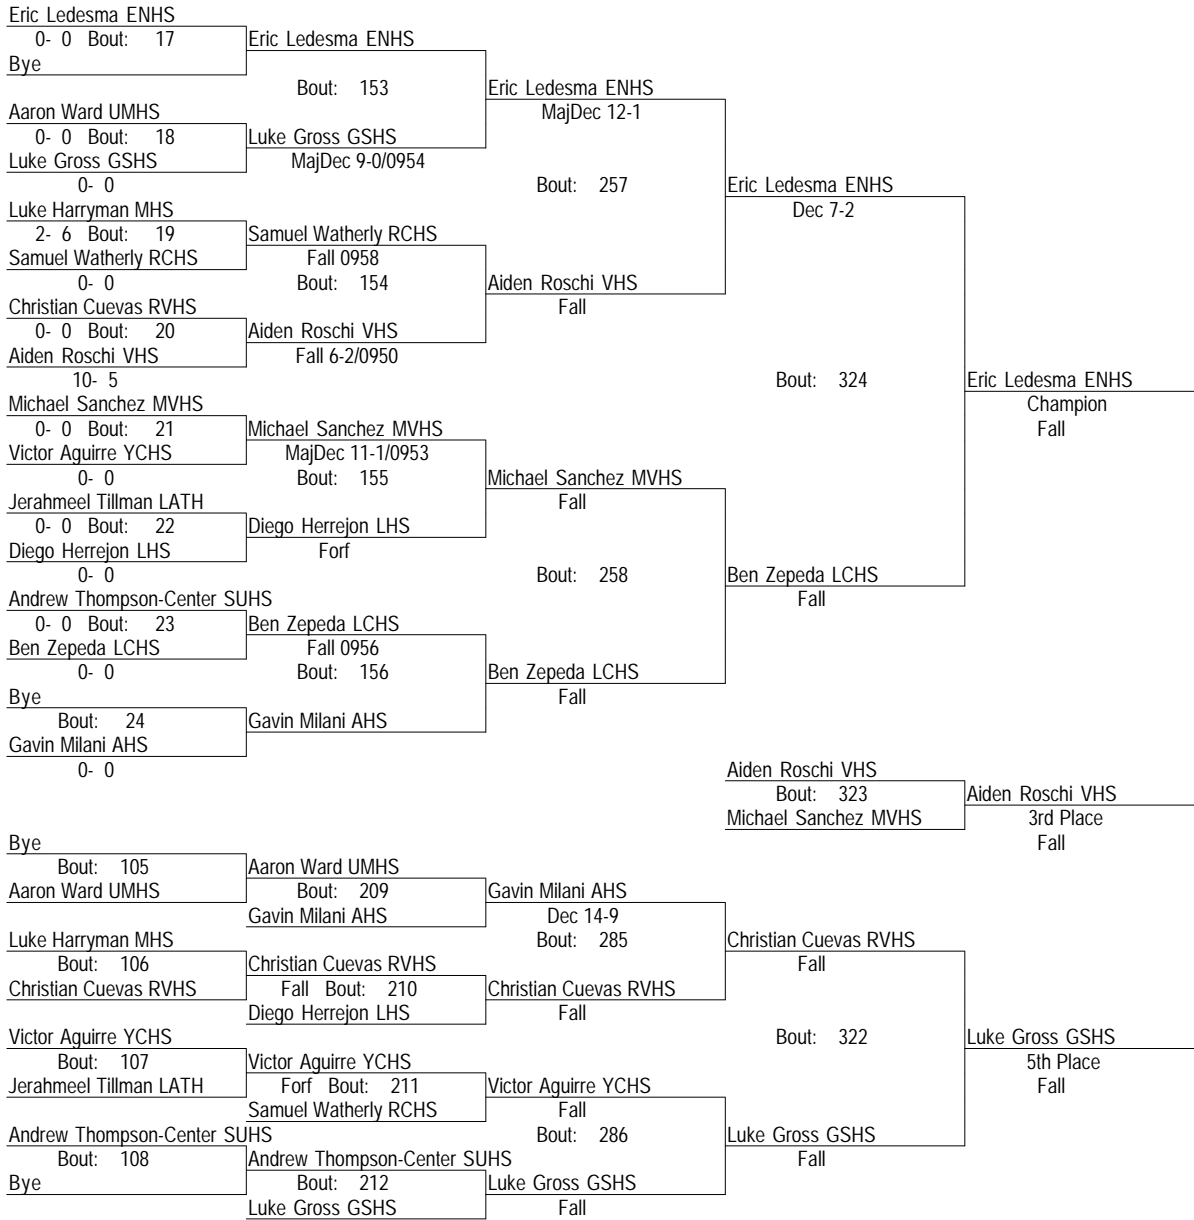 Eric Ledesma ENHS
0- 0 Bout: 17 Eric Ledesma ENHS
Bye
Bout: 153 Eric Ledesma ENHS
Aaron Ward UMHS MajDec 12-1
0- 0 Bout: 18 Luke Gross GSHS
Luke Gross GSHS MajDec 9-0/0954
0- 0 Bout: 257 Eric Ledesma ENHS
Luke Harryman MHS Dec 7-2
2- 6 Bout: 19 Samuel Watherly RCHS
Samuel Watherly RCHS Fall 0958
0- 0 Bout: 154 Aiden Roschi VHS
Christian Cuevas RVHS Fall
0- 0 Bout: 20 Aiden Roschi VHS
Aiden Roschi VHS Fall 6-2/0950
10- 5 Bout: 324 Eric Ledesma ENHS
Michael Sanchez MVHS Champion
0- 0 Bout: 21 Michael Sanchez MVHS Fall
Victor Aguirre YCHS MajDec 11-1/0953
0- 0 Bout: 155 Michael Sanchez MVHS
Jerahmeel Tillman LATH Fall
0- 0 Bout: 22 Diego Herrejon LHS
Diego Herrejon LHS Forf
0- 0 Bout: 258 Ben Zepeda LCHS
Andrew Thompson-Center SUHS Fall
0- 0 Bout: 23 Ben Zepeda LCHS
Ben Zepeda LCHS Fall 0956
0- 0 Bout: 156 Ben Zepeda LCHS
Bye Fall
Bout: 24 Gavin Milani AHS
Gavin Milani AHS
0- 0 Aiden Roschi VHS
Bout: 323 Aiden Roschi VHS
Michael Sanchez MVHS 3rd Place
Bye Fall
Bout: 105 Aaron Ward UMHS
Aaron Ward UMHS Bout: 209 Gavin Milani AHS
Gavin Milani AHS Dec 14-9
Luke Harryman MHS Bout: 285 Christian Cuevas RVHS
Bout: 106 Christian Cuevas RVHS Fall
Christian Cuevas RVHS Fall Bout: 210 Christian Cuevas RVHS
Diego Herrejon LHS Fall
Victor Aguirre YCHS Bout: 322 Luke Gross GSHS
Bout: 107 Victor Aguirre YCHS 5th Place
Jerahmeel Tillman LATH Forf Bout: 211 Victor Aguirre YCHS Fall
Samuel Watherly RCHS Fall
Andrew Thompson-Center SUHS Bout: 286 Luke Gross GSHS
Bout: 108 Andrew Thompson-Center SUHS Fall
Bye Bout: 212 Luke Gross GSHS
Luke Gross GSHS Fall